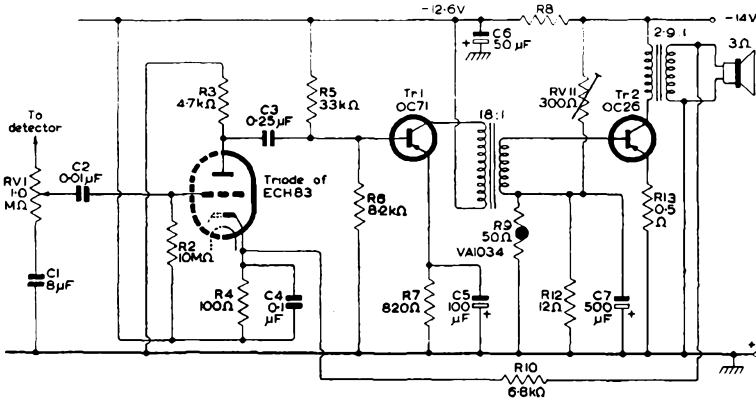 -12.6V
C6
50μF
R8
-14V
2·9:1
3Ω
R3
4·7kΩ
C3
0·25μF
R5
33kΩ
Tr1
OC71
18:1
RV11
300Ω
Tr2
OC26
To
detector
RV1
1·0
MΩ
C2
0·01μF
Triode of
ECH83
R6
8·2kΩ
R2
10MΩ
R9
50Ω
VA1034
R13
0·5
Ω
C1
8μF
R4
100Ω
C4
0·1
μF
R7
820Ω
C5
100
μF
+
R12
12Ω
C7
500
μF
+
+
R10
6·8kΩ